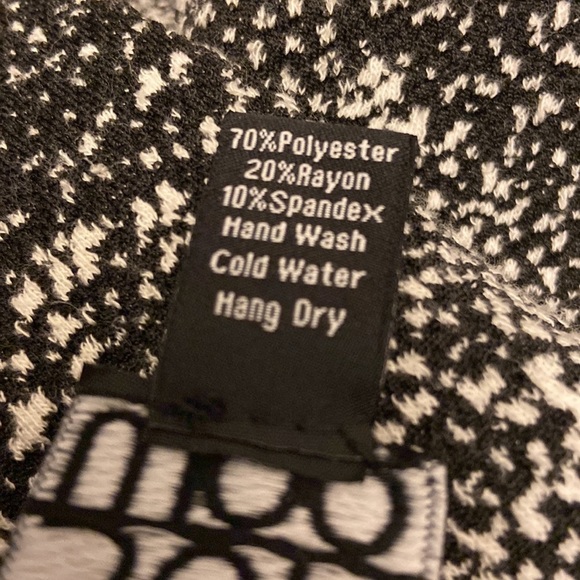 70%Polyester
20%Rayon
10%Spandex
Hand Wash
Cold Water
Hang Dry